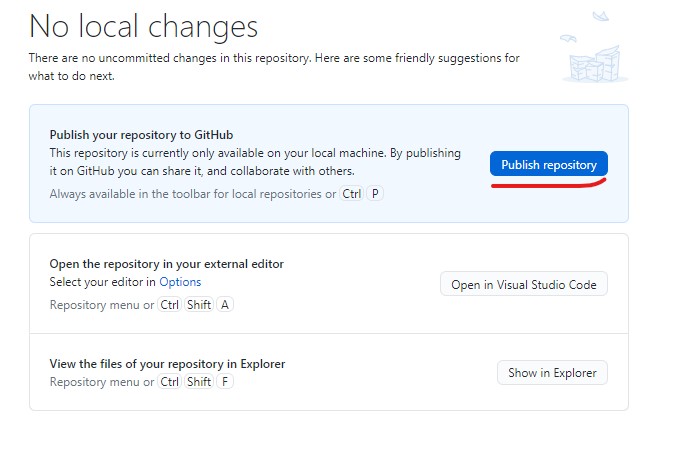 No local changes
There are no uncommitted changes in this repository. Here are some friendly suggestions for
what to do next.
Publish your repository to GitHub
This repository is currently only available on your local machine. By publishing
it on GitHub you can share it, and collaborate with others.
Always available in the toolbar for local repositories or Ctrl P
Publish repository
Open the repository in your external editor
Select your editor in Options
Repository menu or Ctrl Shift A
Open in Visual Studio Code
View the files of your repository in Explorer
Repository menu or Ctrl Shift F
Show in Explorer